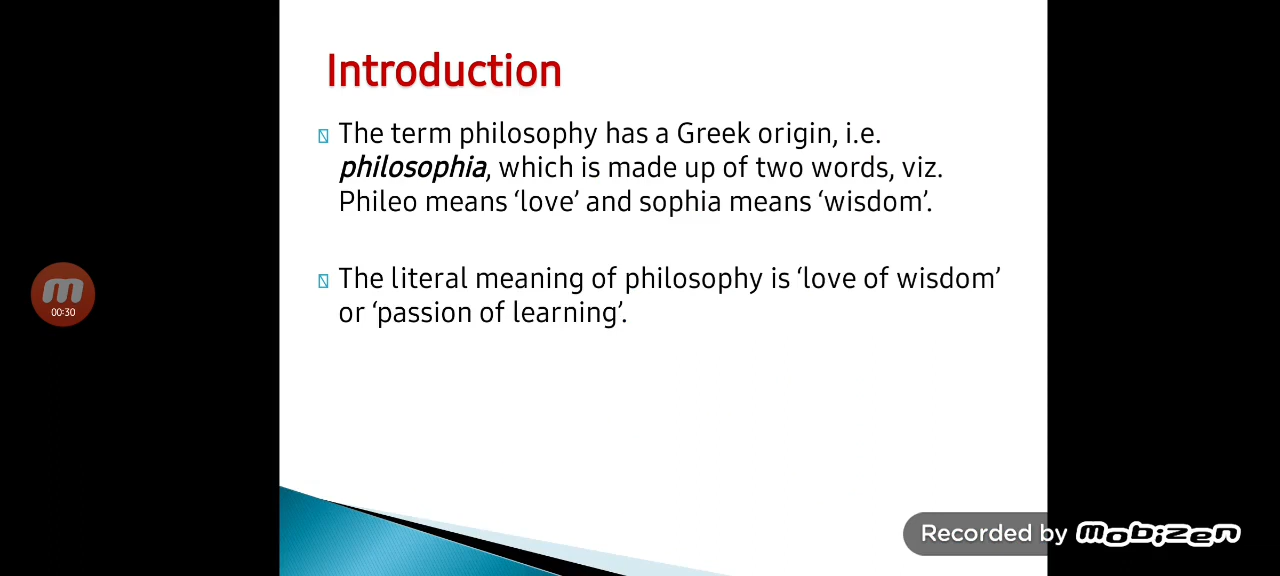 Introduction
The term philosophy has a Greek origin, i.e.
philosophia, which is made up of two words, viz.
Phileo means ‘love’ and sophia means ‘wisdom’.
The literal meaning of philosophy is ‘love of wisdom’
or ‘passion of learning’.
m
00:30
Recorded by mobizen